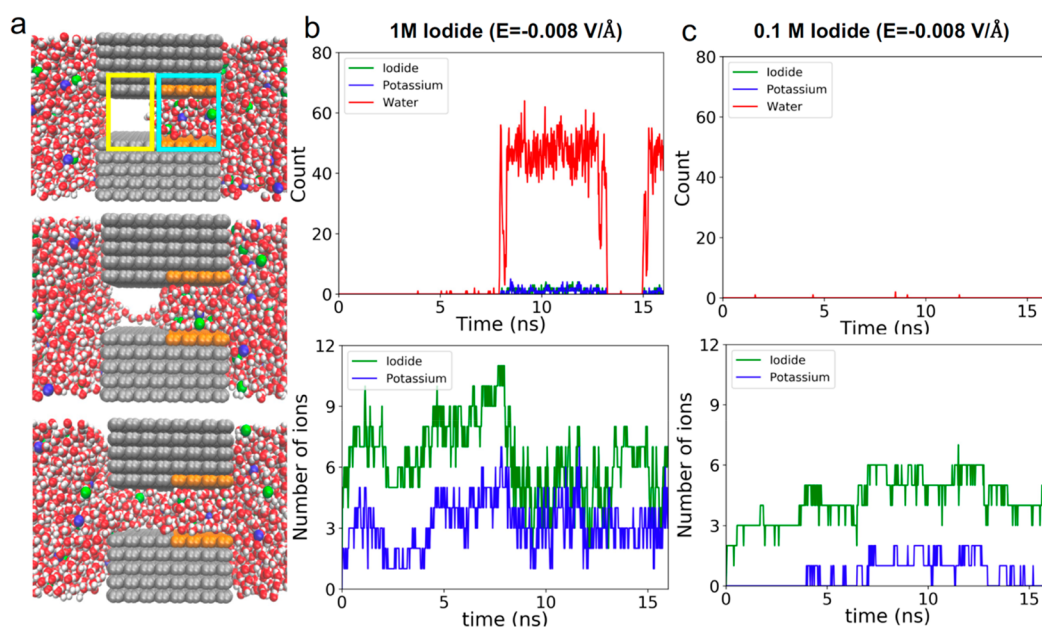 a
b
1M Iodide (E=-0.008 V/Å)
c
0.1 M Iodide (E=-0.008 V/Å)
80
60
40
20
0
Count
Iodide
Potassium
Water
0
5
10
15
Time (ns)
80
60
40
20
0
Count
Iodide
Potassium
Water
0
5
10
15
Time (ns)
12
9
6
3
0
Number of ions
Iodide
Potassium
0
5
10
15
time (ns)
12
9
6
3
0
Number of ions
Iodide
Potassium
0
5
10
15
time (ns)